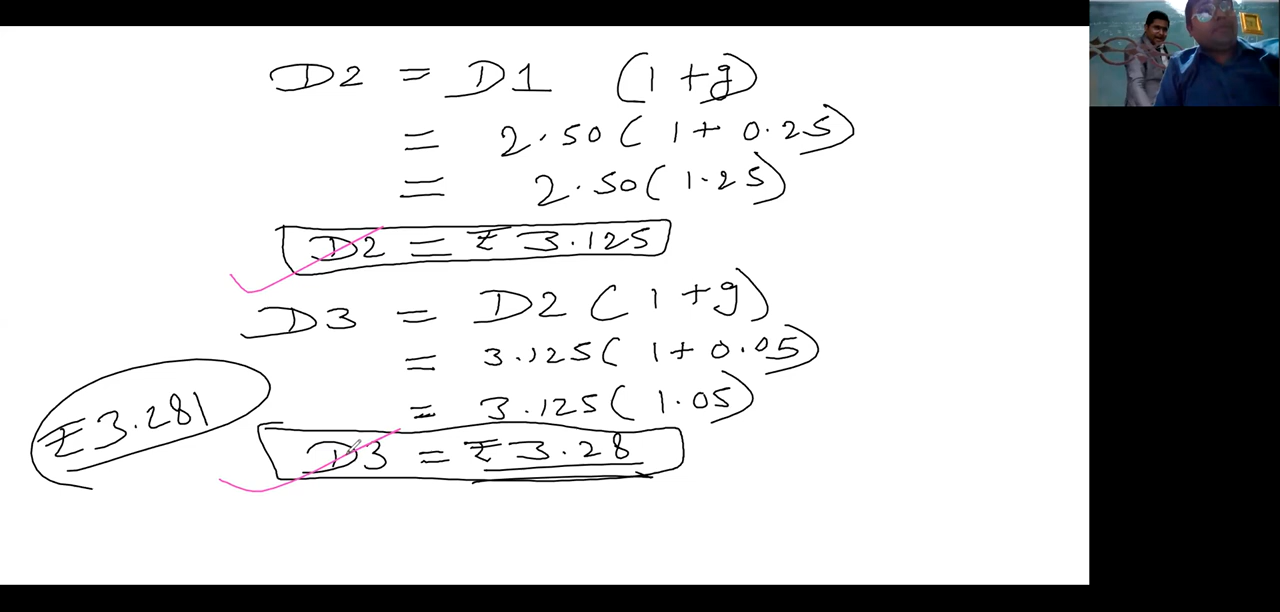 D2 = D1 (1+g)
= 2.50(1+0.25)
= 2.50(1.25)
D2 = ₹ 3.125
D3 = D2 (1+g)
= 3.125(1+0.05)
= 3.125(1.05)
₹3.281
D3 = ₹3.28